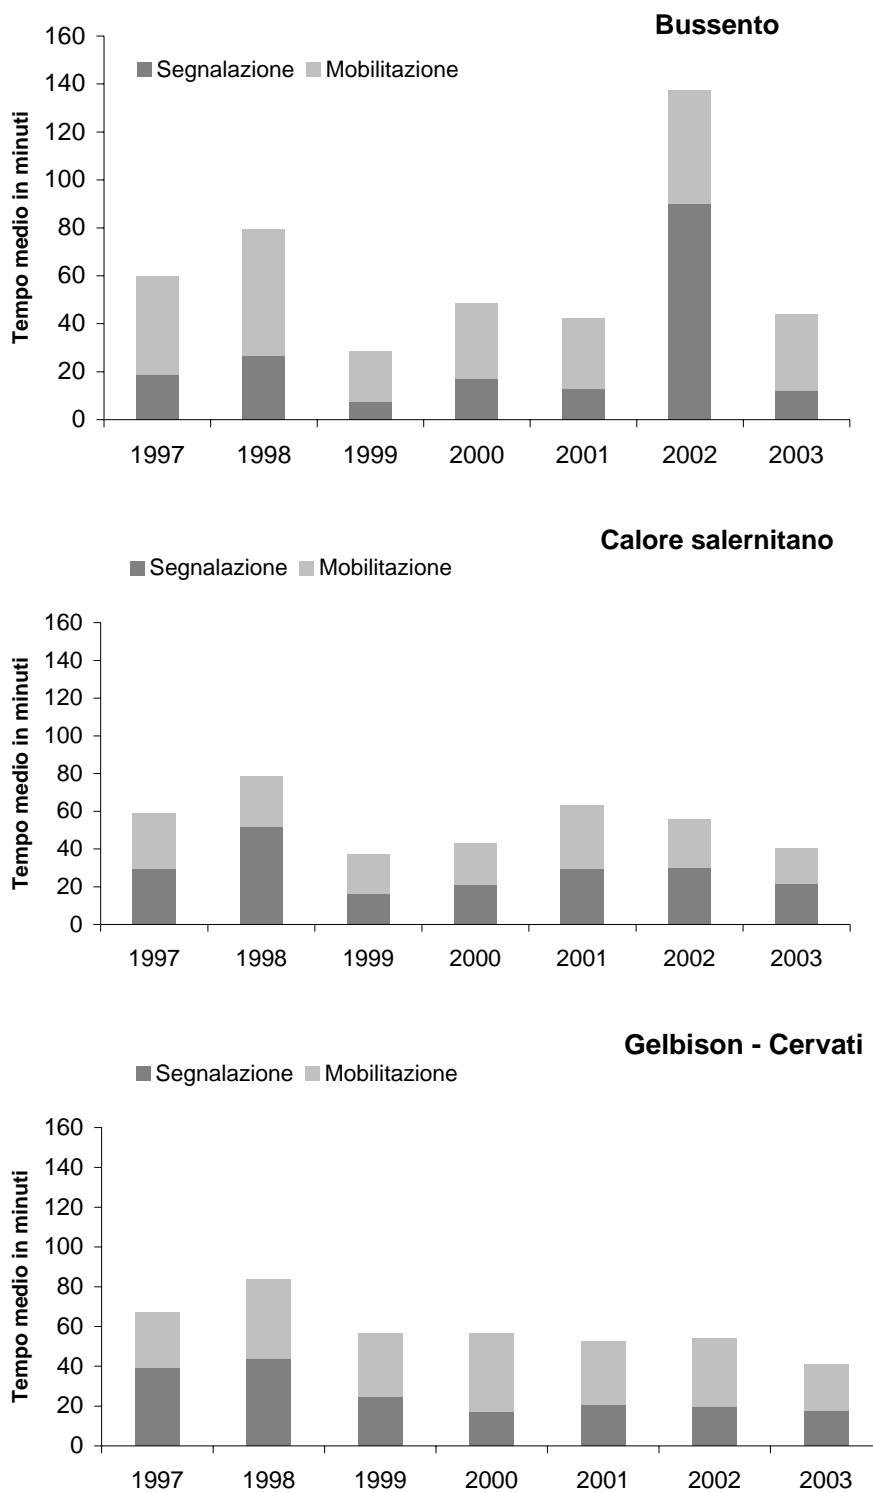 Bussento
Segnalazione Mobilitazione
Tempo medio in minuti
160
140
120
100
80
60
40
20
0
1997 1998 1999 2000 2001 2002 2003
Calore salernitano
Segnalazione Mobilitazione
Tempo medio in minuti
160
140
120
100
80
60
40
20
0
1997 1998 1999 2000 2001 2002 2003
Gelbison - Cervati
Segnalazione Mobilitazione
Tempo medio in minuti
160
140
120
100
80
60
40
20
0
1997 1998 1999 2000 2001 2002 2003